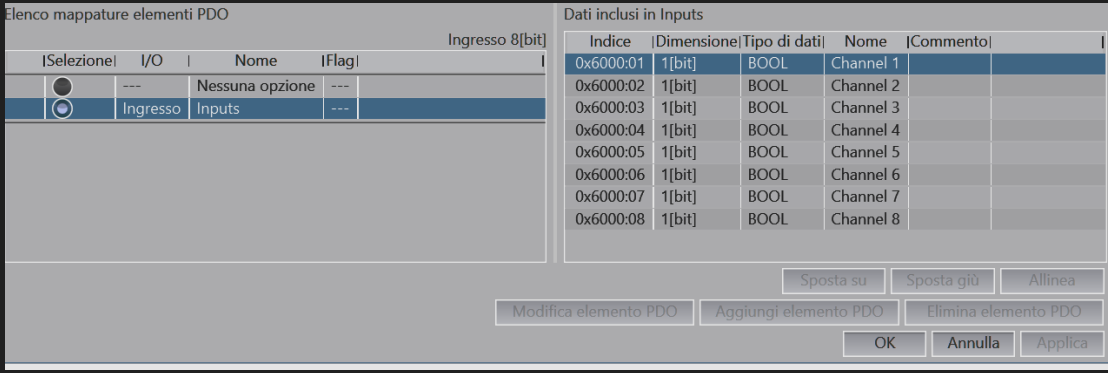 Elenco mappature elementi PDO
Ingresso 8[bit]
Selezione I/O Nome Flag
--- Nessuna opzione ---
Ingresso Inputs ---
Dati inclusi in Inputs
Indice Dimensione Tipo di dati Nome Commento
0x6000:01 1[bit] BOOL Channel 1
0x6000:02 1[bit] BOOL Channel 2
0x6000:03 1[bit] BOOL Channel 3
0x6000:04 1[bit] BOOL Channel 4
0x6000:05 1[bit] BOOL Channel 5
0x6000:06 1[bit] BOOL Channel 6
0x6000:07 1[bit] BOOL Channel 7
0x6000:08 1[bit] BOOL Channel 8
Sposta su Sposta giù Allinea
Modifica elemento PDO Aggiungi elemento PDO Elimina elemento PDO
OK Annulla Applica